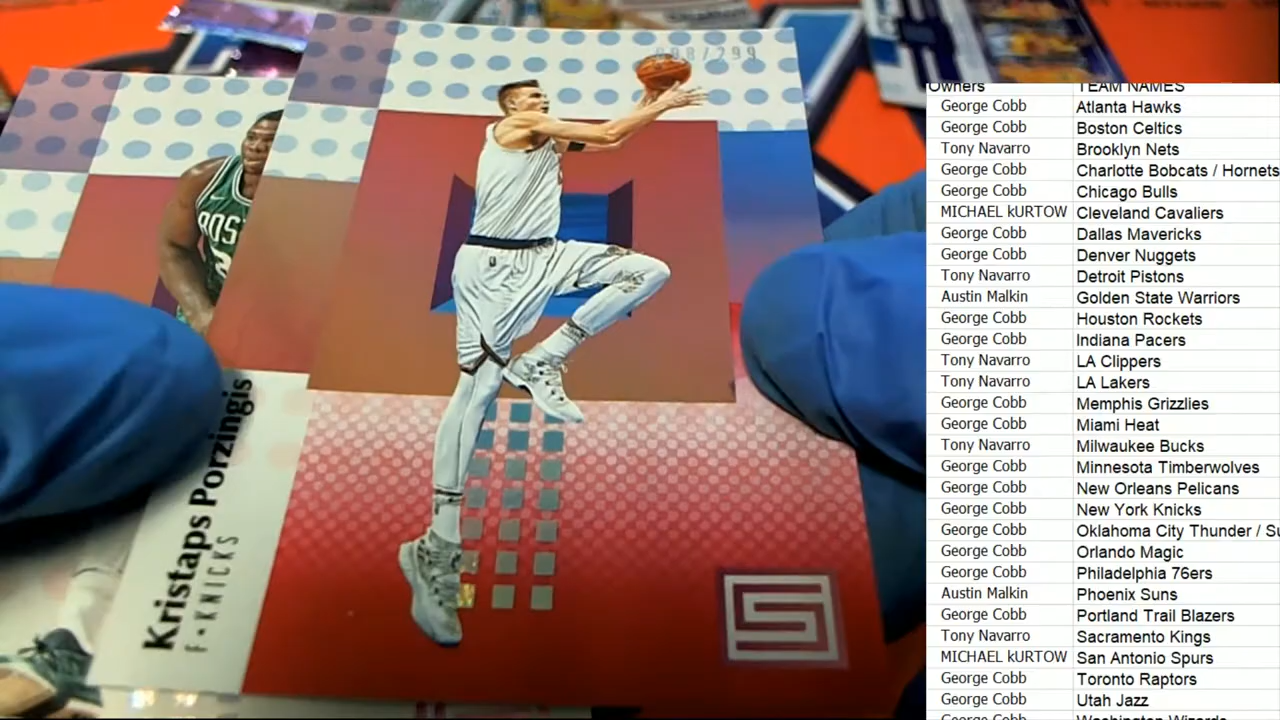 098/299
BOS
Kristaps Porzingis
F • KNICKS
Owners TEAM NAMES
George Cobb Atlanta Hawks
George Cobb Boston Celtics
Tony Navarro Brooklyn Nets
George Cobb Charlotte Bobcats / Hornets
George Cobb Chicago Bulls
MICHAEL kURTOW Cleveland Cavaliers
George Cobb Dallas Mavericks
George Cobb Denver Nuggets
Tony Navarro Detroit Pistons
Austin Malkin Golden State Warriors
George Cobb Houston Rockets
George Cobb Indiana Pacers
Tony Navarro LA Clippers
Tony Navarro LA Lakers
George Cobb Memphis Grizzlies
George Cobb Miami Heat
Tony Navarro Milwaukee Bucks
George Cobb Minnesota Timberwolves
George Cobb New Orleans Pelicans
George Cobb New York Knicks
George Cobb Oklahoma City Thunder / Su
George Cobb Orlando Magic
George Cobb Philadelphia 76ers
Austin Malkin Phoenix Suns
George Cobb Portland Trail Blazers
Tony Navarro Sacramento Kings
MICHAEL kURTOW San Antonio Spurs
George Cobb Toronto Raptors
George Cobb Utah Jazz
Washington Wizards